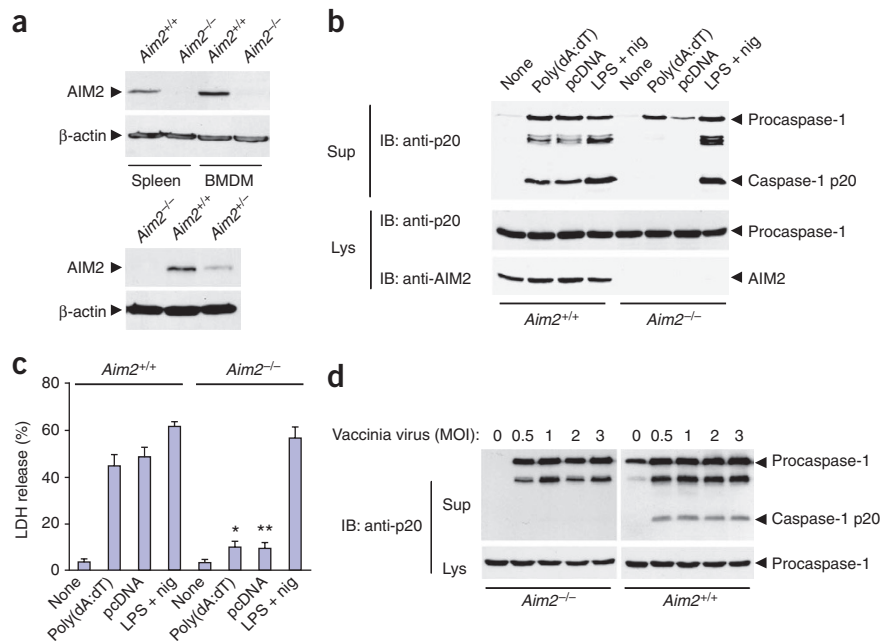 a
Aim2+/+ Aim2–/– Aim2+/+ Aim2–/–
AIM2
β-actin
Spleen BMDM
Aim2–/– Aim2+/+ Aim2+/–
AIM2
β-actin
b
None Poly(dA:dT) pcDNA LPS + nig None Poly(dA:dT) pcDNA LPS + nig
Sup IB: anti-p20 Procaspase-1
Caspase-1 p20
Lys IB: anti-p20 Procaspase-1
IB: anti-AIM2 AIM2
Aim2+/+ Aim2–/–
c
Aim2+/+ Aim2–/–
LDH release (%)
80
60
40
20
0
* **
None Poly(dA:dT) pcDNA LPS + nig None Poly(dA:dT) pcDNA LPS + nig
d
Vaccinia virus (MOI): 0 0.5 1 2 3 0 0.5 1 2 3
IB: anti-p20 Sup Procaspase-1
Caspase-1 p20
Lys Procaspase-1
Aim2–/– Aim2+/+